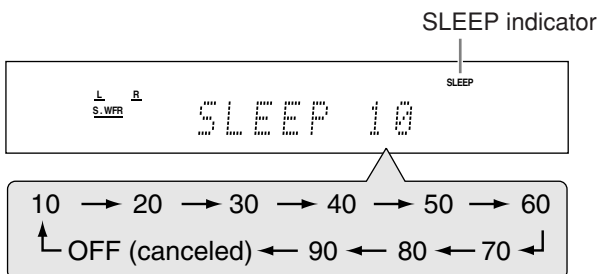 SLEEP indicator
SLEEP
L R
S.WFR
SLEEP 10
10 → 20 → 30 → 40 → 50 → 60
OFF (canceled) ← 90 ← 80 ← 70